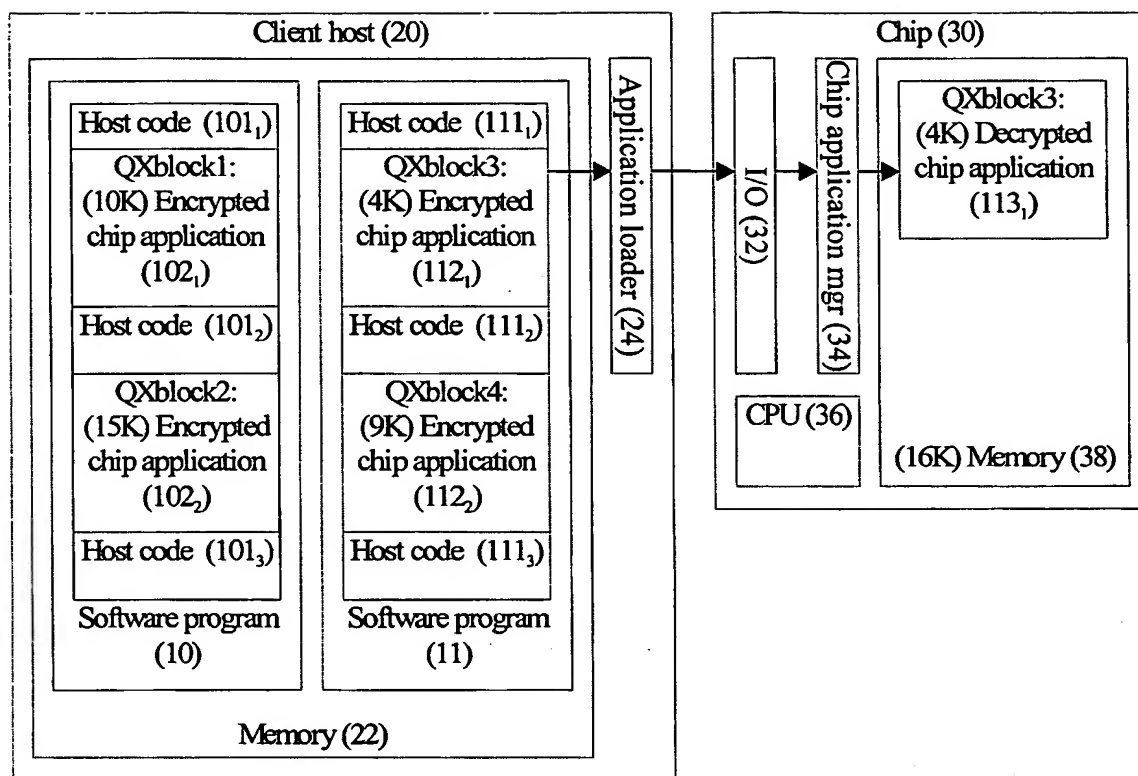 Client host (20)
Host code (101₁)
QXblock1:
(10K) Encrypted
chip application
(102₁)
Host code (101₂)
QXblock2:
(15K) Encrypted
chip application
(102₂)
Host code (101₃)
Software program
(10)
Host code (111₁)
QXblock3:
(4K) Encrypted
chip application
(112₁)
Host code (111₂)
QXblock4:
(9K) Encrypted
chip application
(112₂)
Host code (111₃)
Software program
(11)
Memory (22)
Application loader (24)
Chip (30)
I/O (32)
Chip application mgr (34)
CPU (36)
QXblock3:
(4K) Decrypted
chip application
(113₁)
(16K) Memory (38)